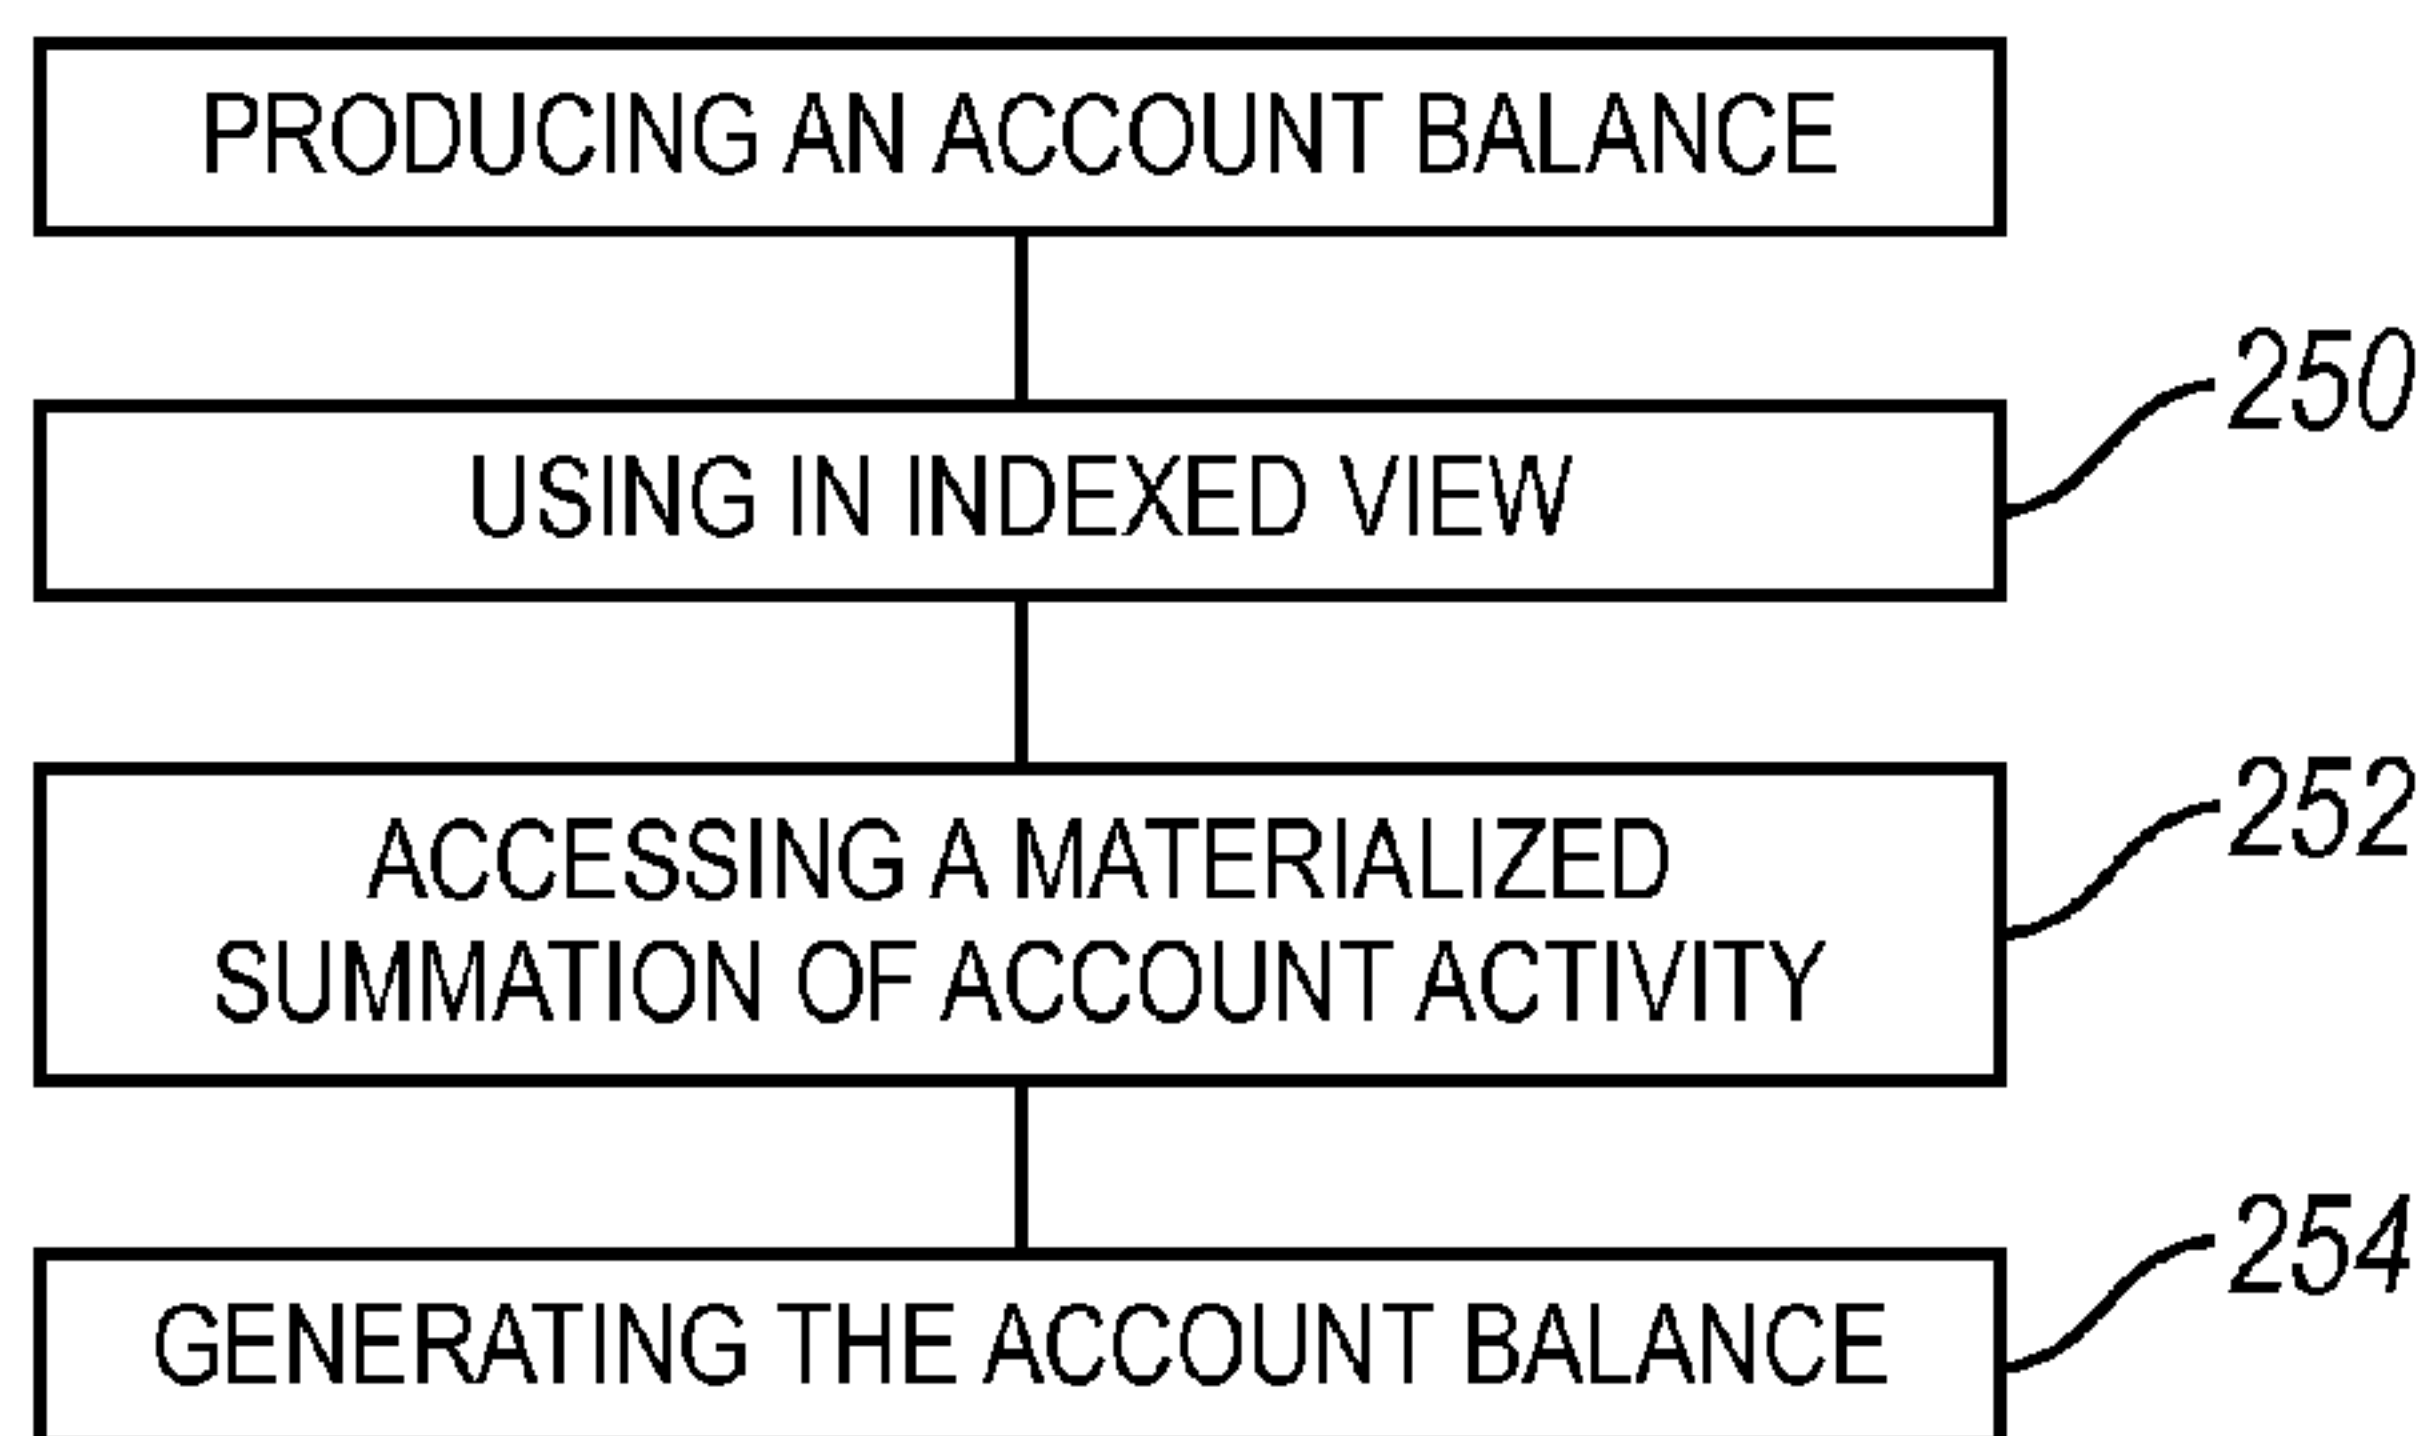 PRODUCING AN ACCOUNT BALANCE
250
USING IN INDEXED VIEW
252
ACCESSING A MATERIALIZED
SUMMATION OF ACCOUNT ACTIVITY
254
GENERATING THE ACCOUNT BALANCE